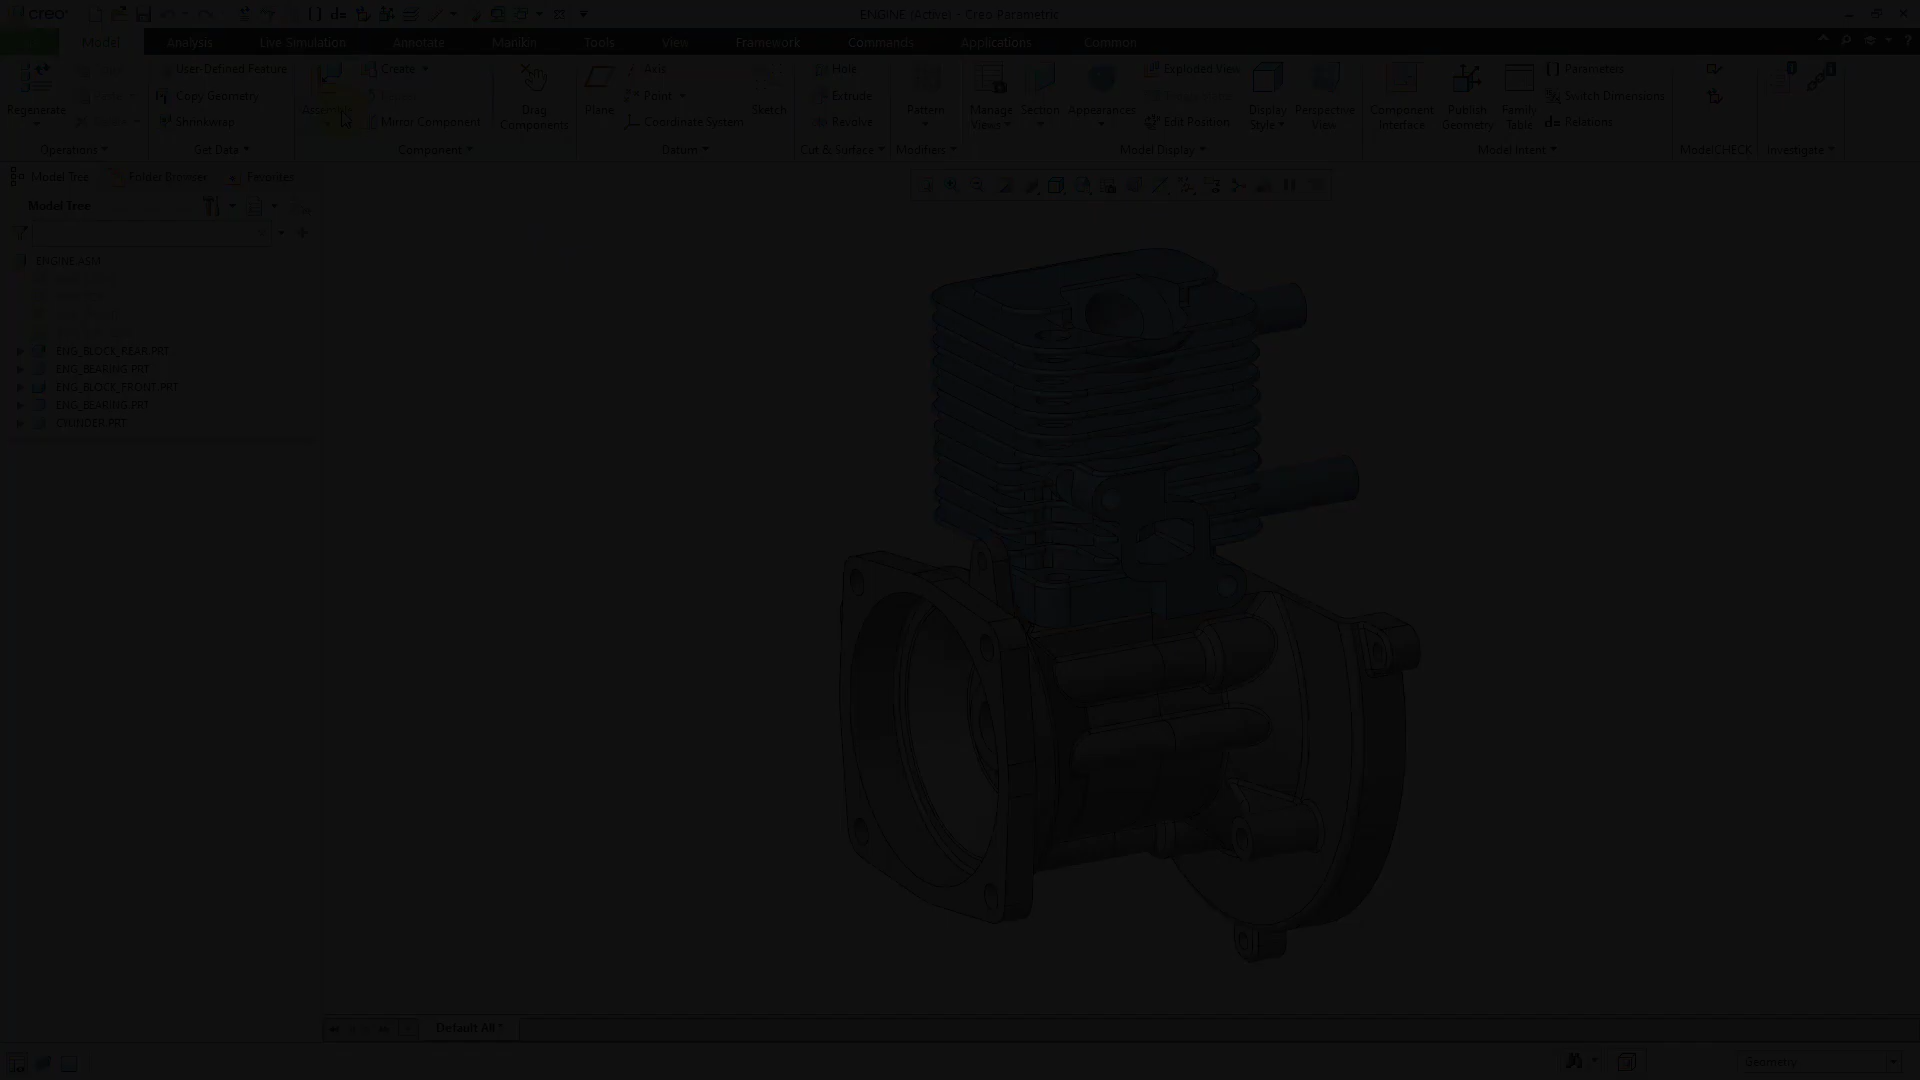 creo
ENGINE (Active) - Creo Parametric
Model Analysis Live Simulation Annotate Manikin Tools View Framework Commands Applications Common
Regenerate
Operations
User-Defined Feature
Copy Geometry
Shrinkwrap
Get Data
Assemble
Create
Mirror Component
Component
Drag Components
Plane
Axis
Point
Coordinate System
Sketch
Datum
Hole
Extrude
Revolve
Cut & Surface
Pattern
Modifiers
Manage Views
Section
Appearances
Exploded View
Edit Position
Display Style
Perspective View
Model Display
Component Interface
Publish Geometry
Family Table
Parameters
Switch Dimensions
d= Relations
Model Intent
ModelCHECK
Investigate
Model Tree Folder Browser Favorites
Model Tree
ENGINE.ASM
ENG_BLOCK_REAR.PRT
ENG_BEARING.PRT
ENG_BLOCK_FRONT.PRT
ENG_BEARING.PRT
CYLINDER.PRT
Default All *
Geometry